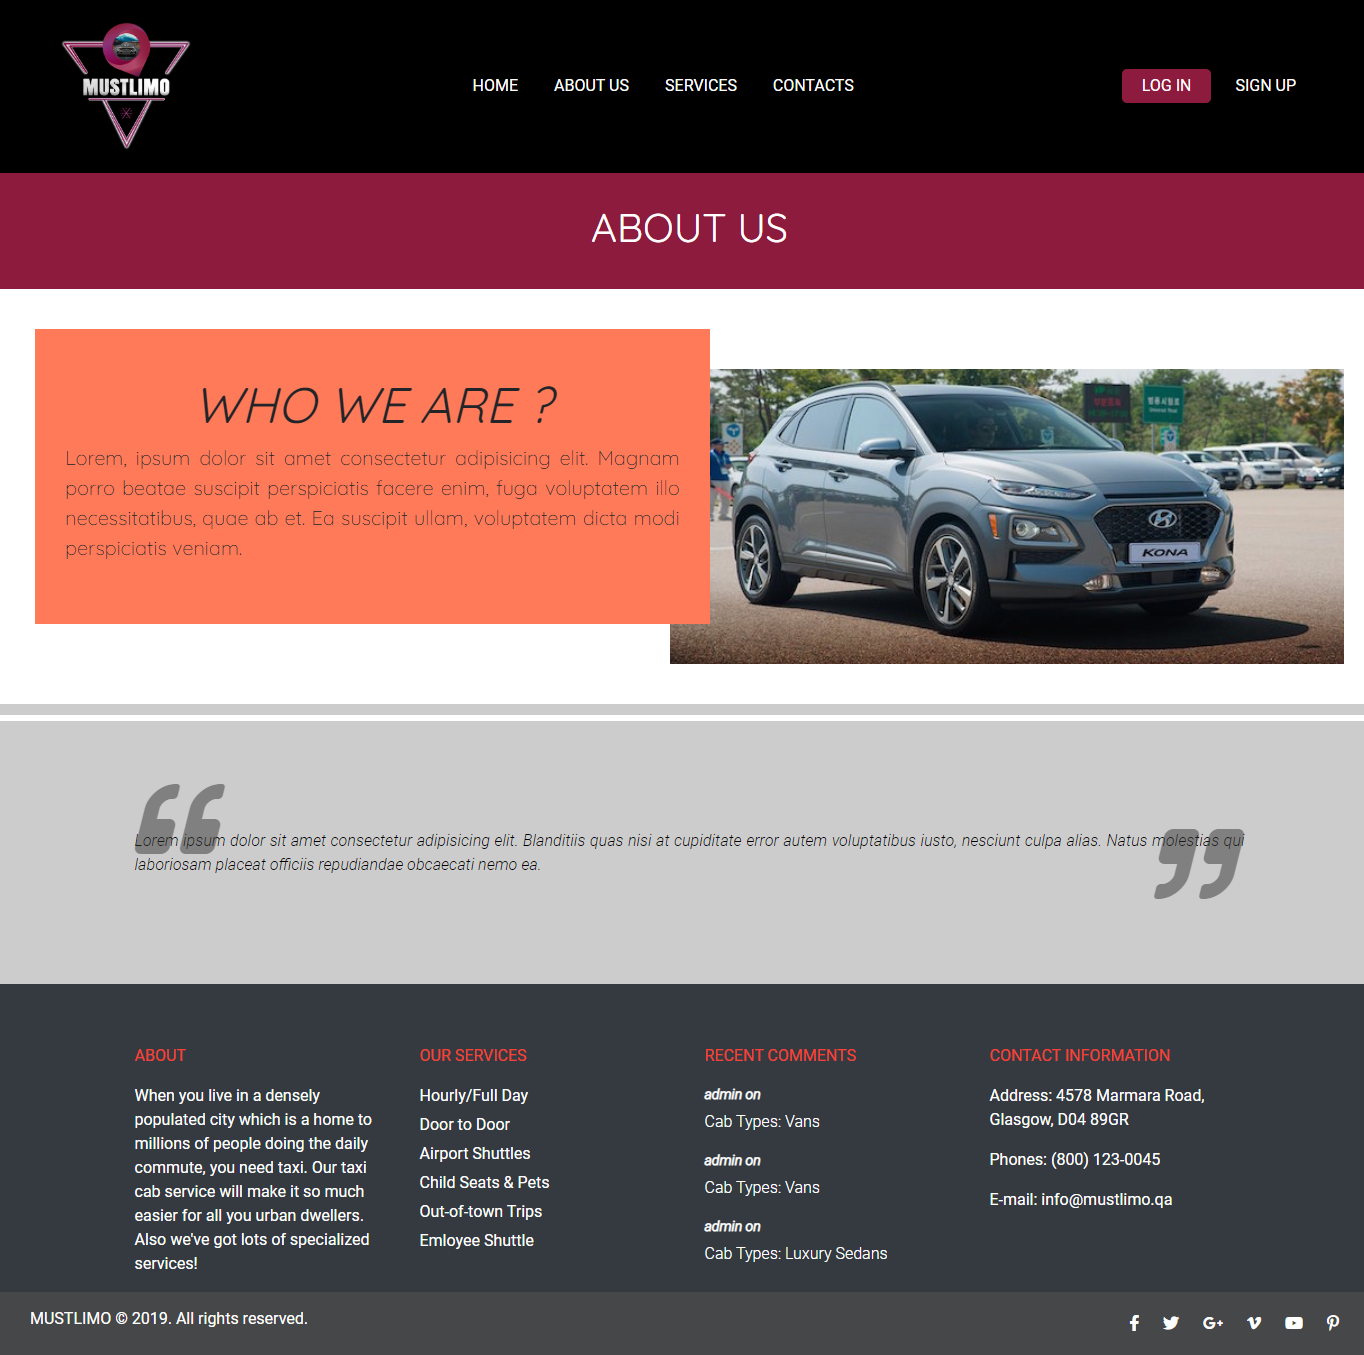 MUSTLIMO
HOME ABOUT US SERVICES CONTACTS
LOG IN SIGN UP
ABOUT US
WHO WE ARE ?
Lorem, ipsum dolor sit amet consectetur adipisicing elit. Magnam
porro beatae suscipit perspiciatis facere enim, fuga voluptatem illo
necessitatibus, quae ab et. Ea suscipit ullam, voluptatem dicta modi
perspiciatis veniam.
KONA
Lorem ipsum dolor sit amet consectetur adipisicing elit. Blanditiis quas nisi at cupiditate error autem voluptatibus iusto, nesciunt culpa alias. Natus molestias qui
laboriosam placeat officiis repudiandae obcaecati nemo ea.
ABOUT
When you live in a densely
populated city which is a home to
millions of people doing the daily
commute, you need taxi. Our taxi
cab service will make it so much
easier for all you urban dwellers.
Also we've got lots of specialized
services!
OUR SERVICES
Hourly/Full Day
Door to Door
Airport Shuttles
Child Seats & Pets
Out-of-town Trips
Emloyee Shuttle
RECENT COMMENTS
admin on
Cab Types: Vans
admin on
Cab Types: Vans
admin on
Cab Types: Luxury Sedans
CONTACT INFORMATION
Address: 4578 Marmara Road,
Glasgow, D04 89GR
Phones: (800) 123-0045
E-mail: info@mustlimo.qa
MUSTLIMO © 2019. All rights reserved.